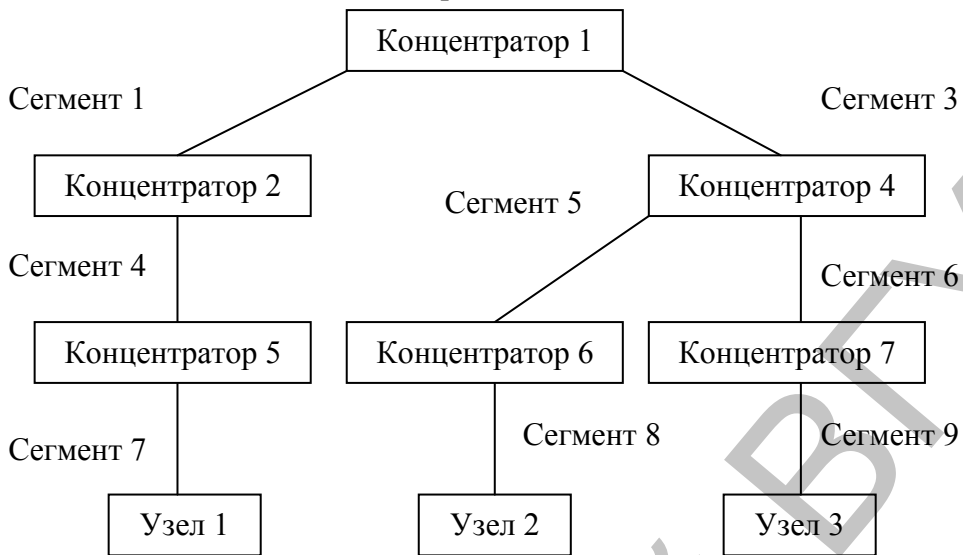 Концентратор 1
Сегмент 1
Сегмент 3
Концентратор 2
Концентратор 4
Сегмент 5
Сегмент 4
Сегмент 6
Концентратор 5
Концентратор 6
Концентратор 7
Сегмент 7
Сегмент 8
Сегмент 9
Узел 1
Узел 2
Узел 3